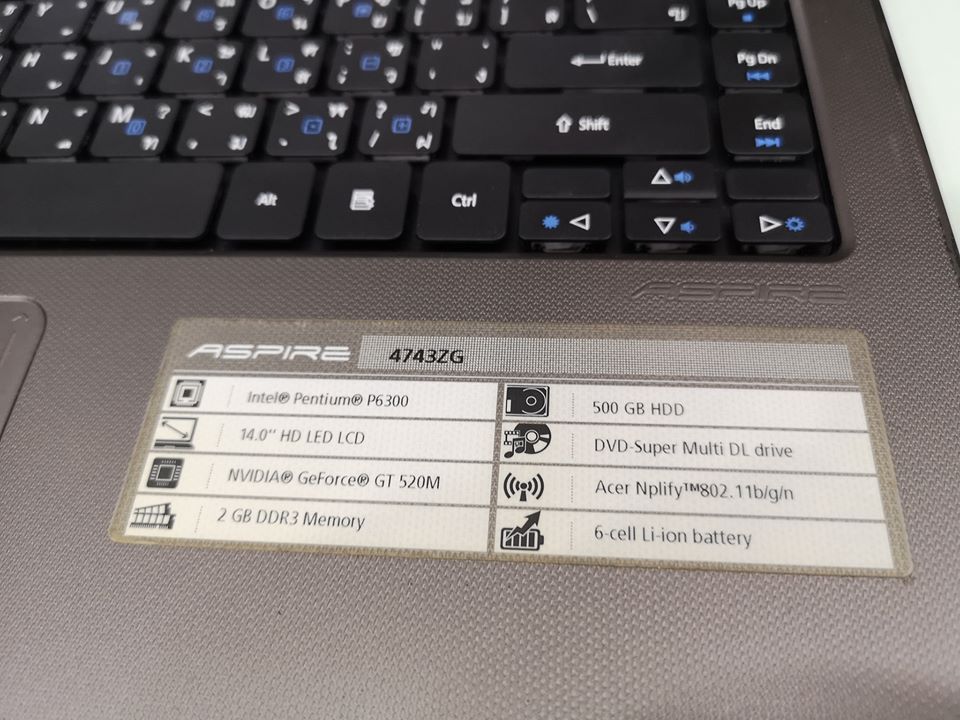 Pg Up
H
J
K
L
Enter
Pg Dn
N
M
Shift
End
Alt
Ctrl
ASPIRE
ASPIRE 4743ZG
Intel® Pentium® P6300
14.0" HD LED LCD
NVIDIA® GeForce® GT 520M
2 GB DDR3 Memory
500 GB HDD
DVD-Super Multi DL drive
Acer Nplify™802.11b/g/n
6-cell Li-ion battery